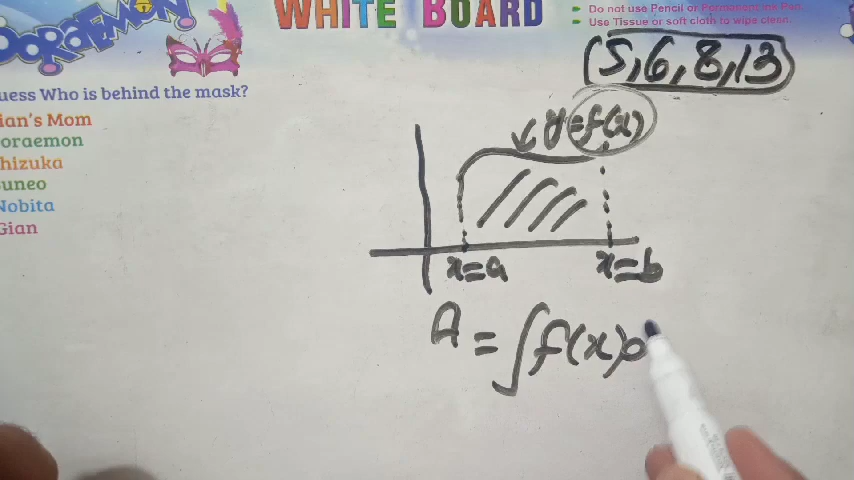 WHITE BOARD
Do not use Pencil or Permanent Ink Pen.
Use Tissue or soft cloth to wipe clean.
DORAEMON
uess Who is behind the mask?
ian's Mom
oraemon
hizuka
uneo
Nobita
Gian
(5,6,8,13)
y=f(x)
x=a
x=b
A = ∫f(x)d